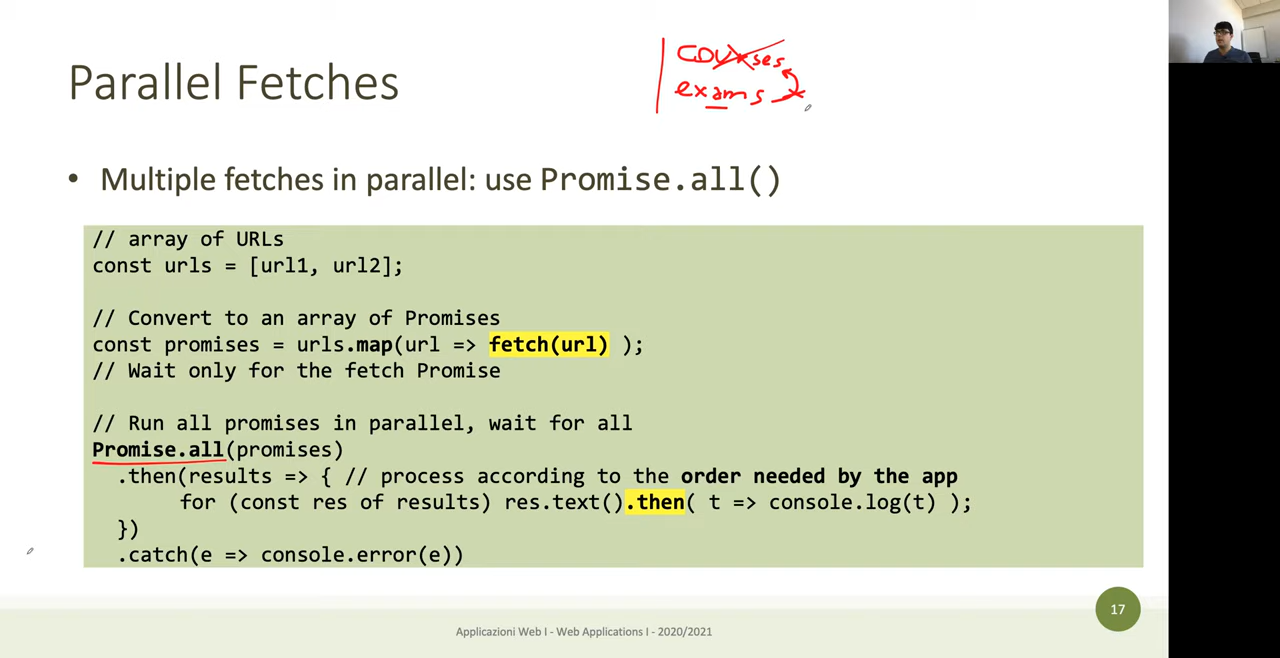 courses
exams
Parallel Fetches
• Multiple fetches in parallel: use Promise.all()
// array of URLs
const urls = [url1, url2];
// Convert to an array of Promises
const promises = urls.map(url => fetch(url) );
// Wait only for the fetch Promise
// Run all promises in parallel, wait for all
Promise.all(promises)
.then(results => { // process according to the order needed by the app
for (const res of results) res.text().then( t => console.log(t) );
})
.catch(e => console.error(e))
17
Applicazioni Web I - Web Applications I - 2020/2021